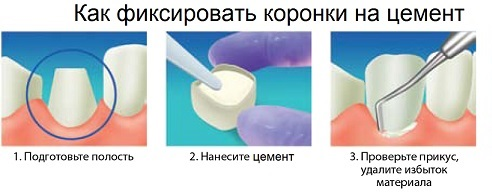 Как фиксировать коронки на цемент
1. Подготовьте полость
2. Нанесите цемент
3. Проверьте прикус,
удалите избыток
материала